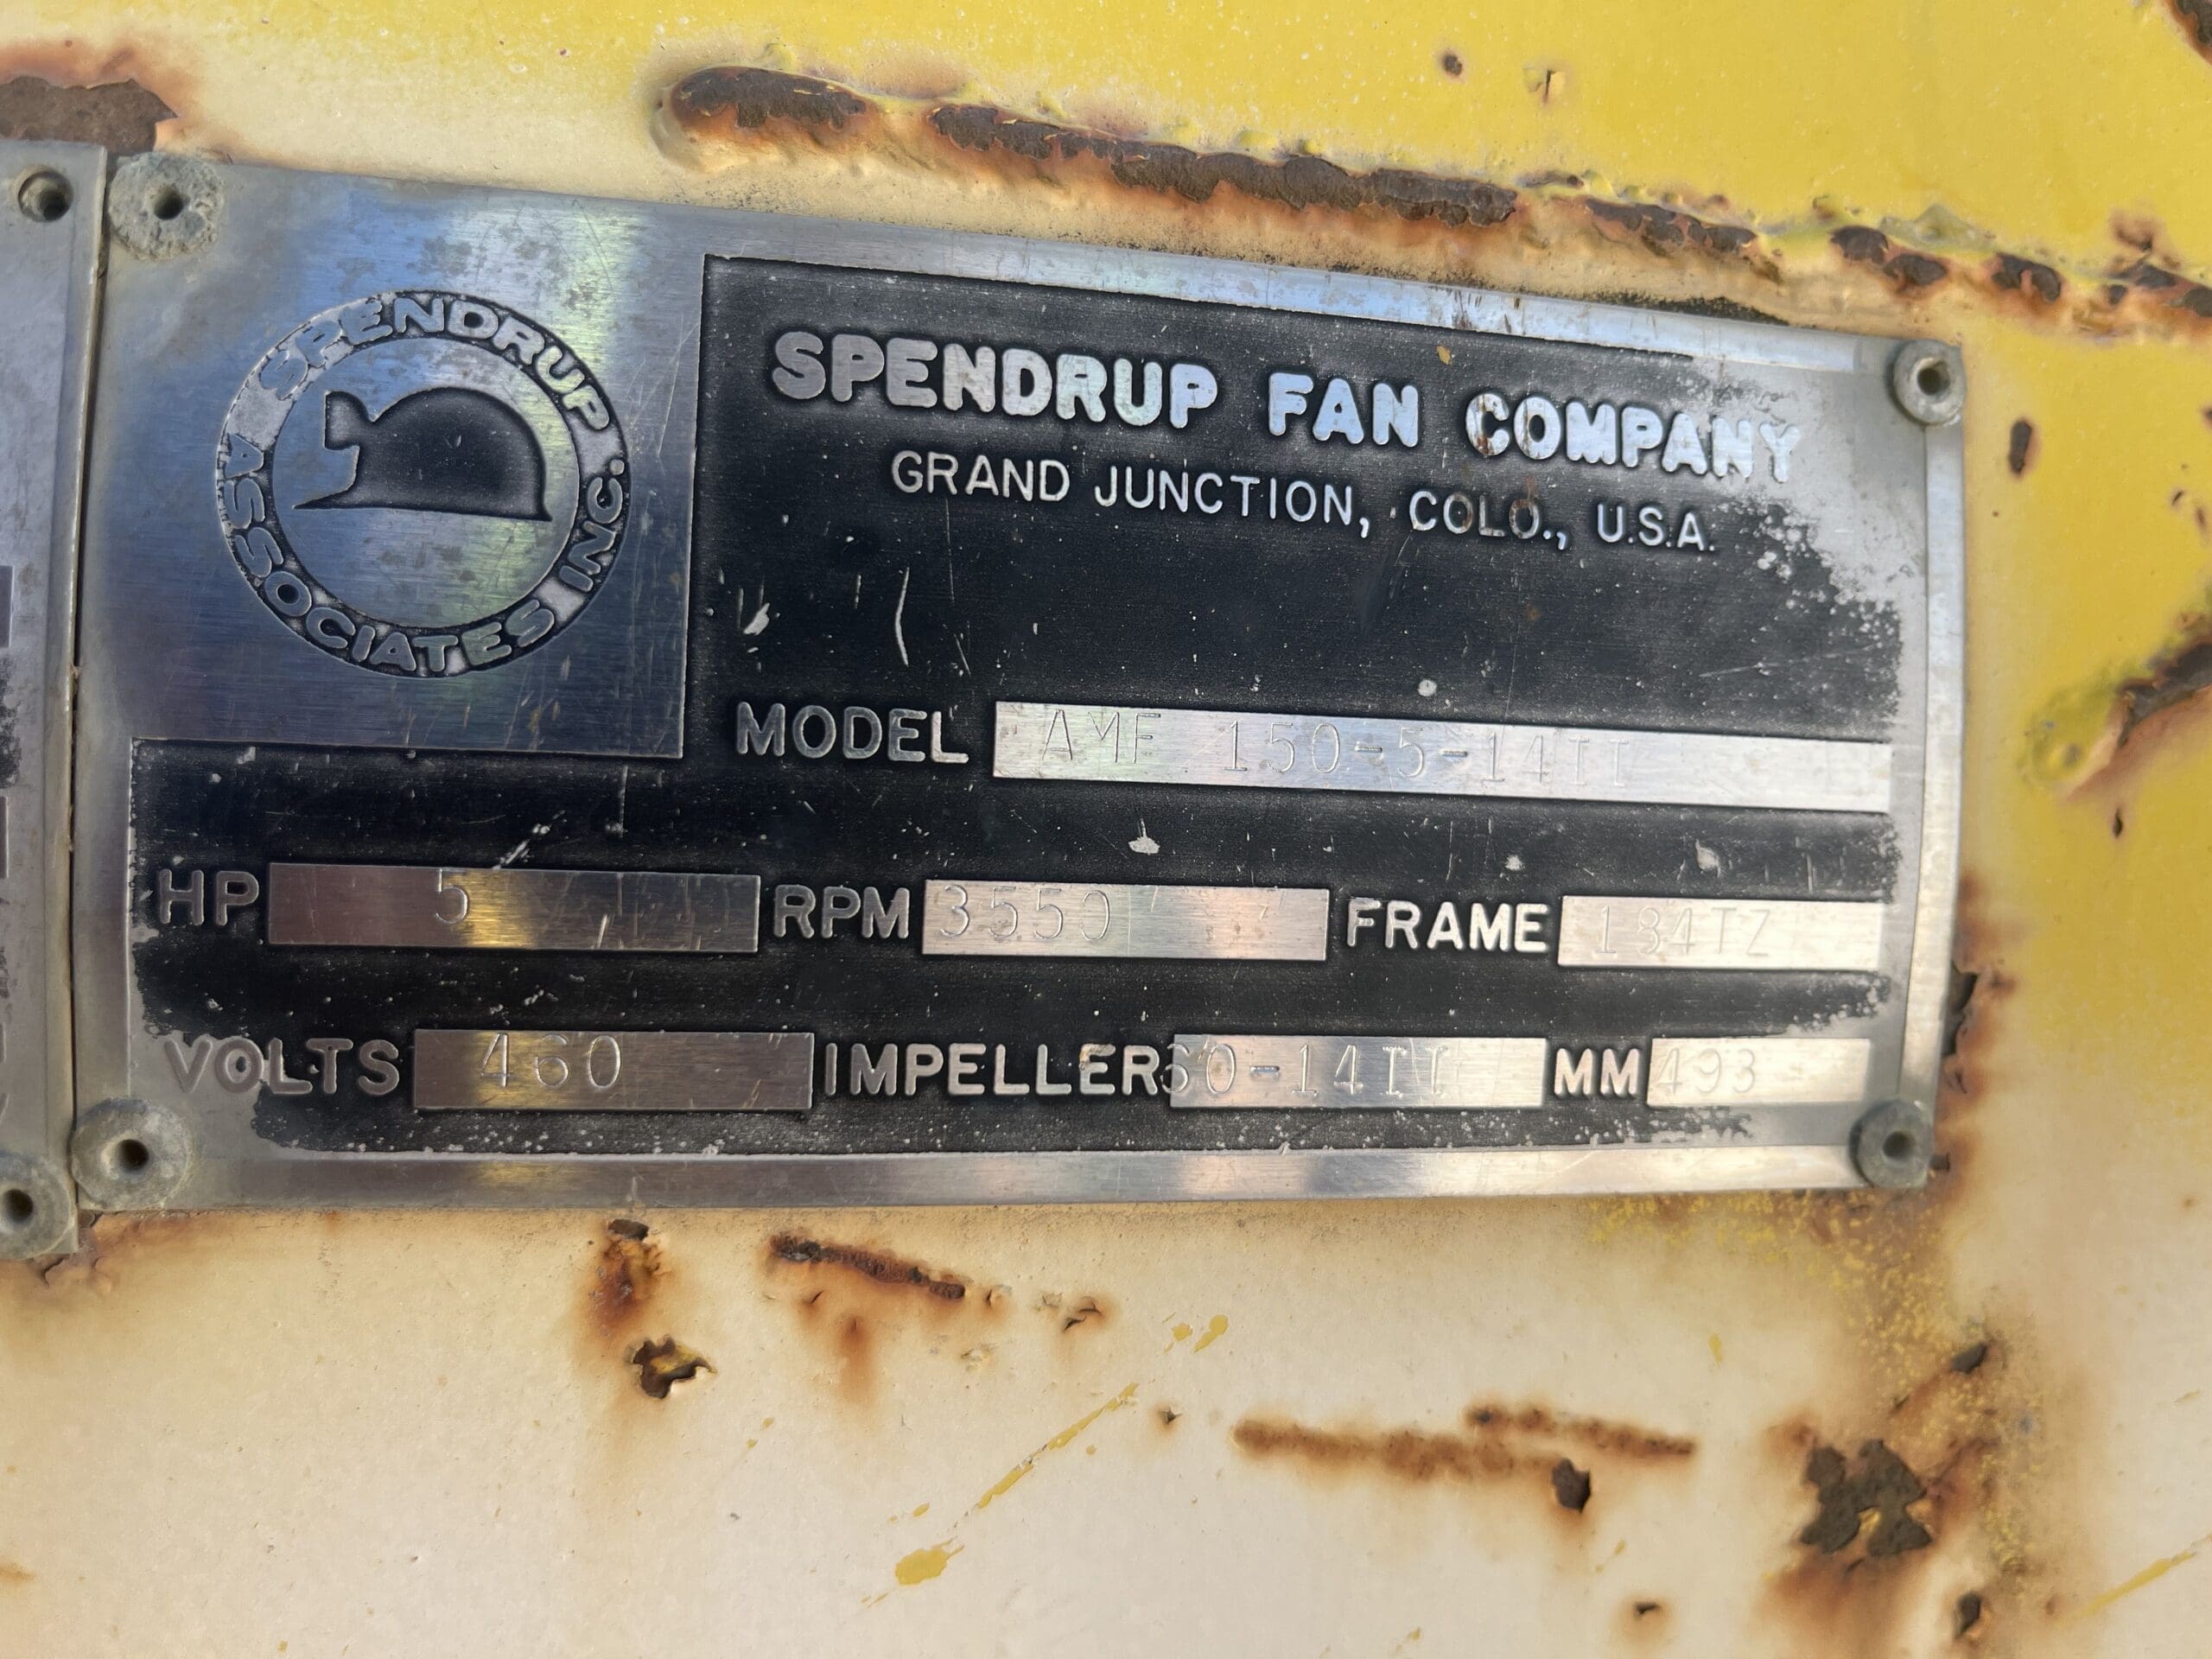 SPENDRUP ASSOCIATES INC.
SPENDRUP FAN COMPANY
GRAND JUNCTION, COLO., U.S.A.
MODEL AMF 150-5-14II
HP 5 RPM 3550 FRAME 184TZ
VOLTS 460 IMPELLER 50-14II MM 493